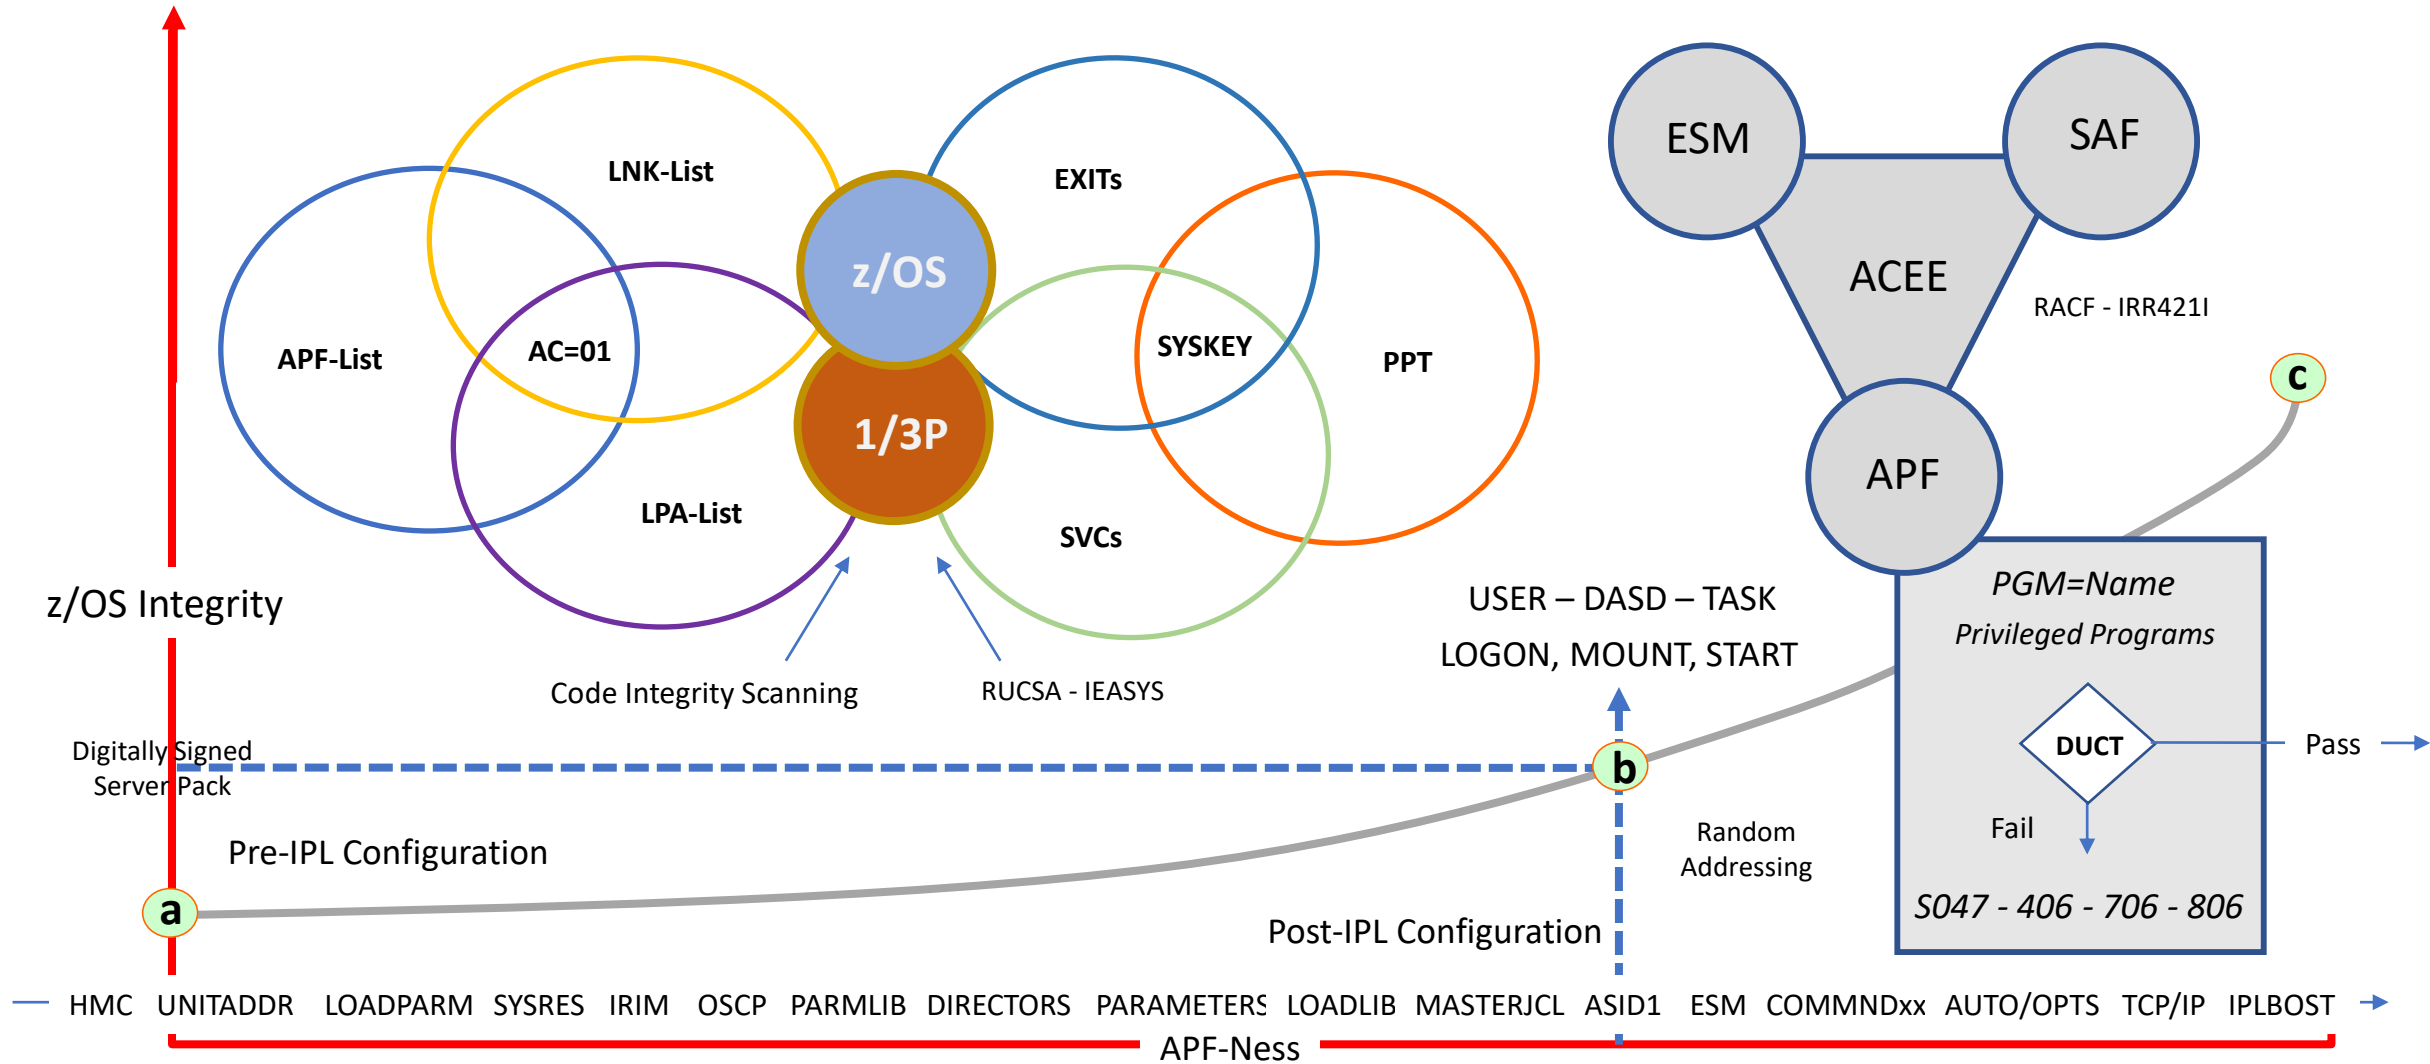 LNK-List
EXITs
APF-List
AC=01
LPA-List
z/OS
1/3P
SYSKEY
PPT
SVCs
ESM
SAF
ACEE
RACF - IRR421I
APF
c
z/OS Integrity
Code Integrity Scanning
RUCSA - IEASYS
USER – DASD – TASK
LOGON, MOUNT, START
PGM=Name
Privileged Programs
DUCT
Pass
Fail
S047 - 406 - 706 - 806
Digitally Signed
Server Pack
b
Pre-IPL Configuration
Random
Addressing
a
Post-IPL Configuration
HMC UNITADDR LOADPARM SYSRES IRIM OSCP PARMLIB DIRECTORS PARAMETERS LOADLIB MASTERJCL ASID1 ESM COMMNDxx AUTO/OPTS TCP/IP IPLBOST
APF-Ness